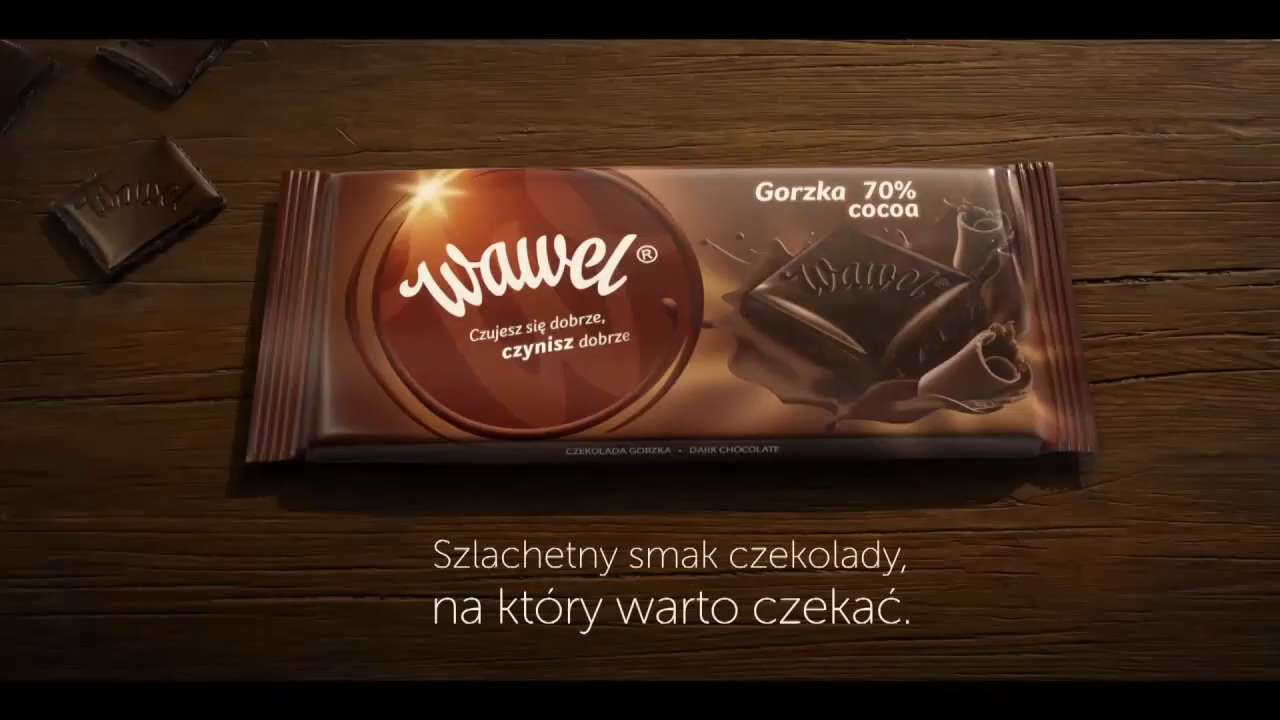 Wawel
Gorzka 70%
cocoa
Wawel®
Czujesz się dobrze,
czynisz dobrze
Wawel®
CZEKOLADA GORZKA • DARK CHOCOLATE
Szlachetny smak czekolady,
na który warto czekać.